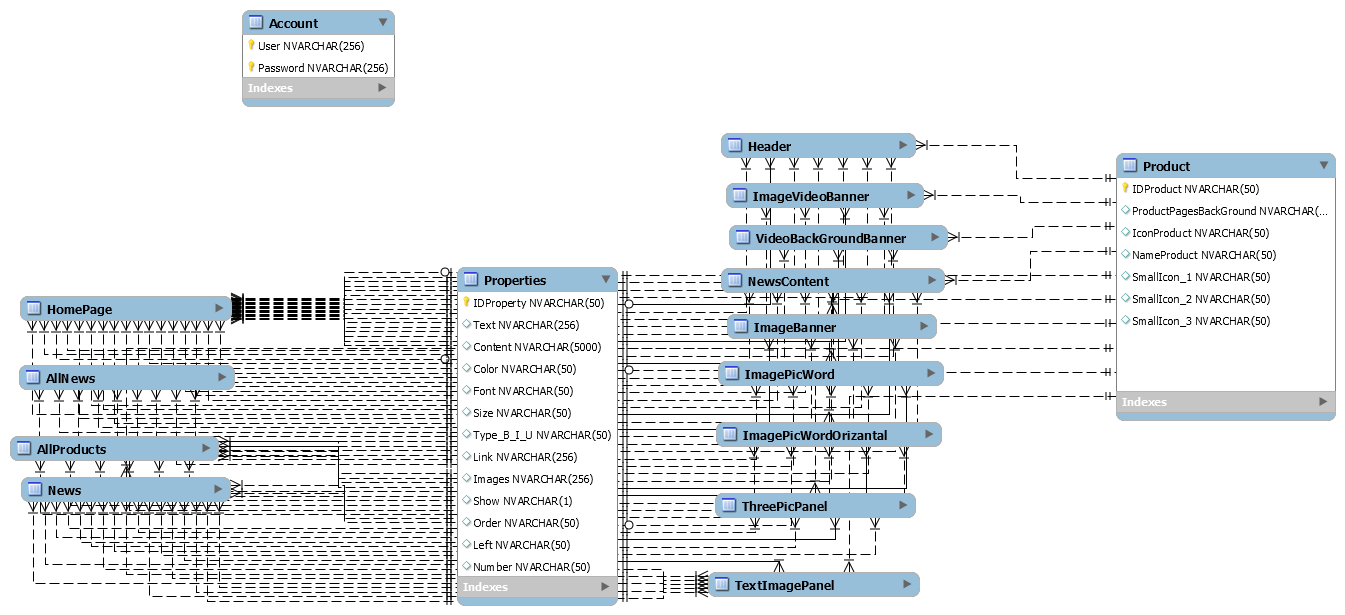 Account
User NVARCHAR(256)
Password NVARCHAR(256)
Indexes
Header
ImageVideoBanner
VideoBackGroundBanner
NewsContent
ImageBanner
ImagePicWord
ImagePicWordOrizantal
ThreePicPanel
TextImagePanel
Product
IDProduct NVARCHAR(50)
ProductPagesBackGround NVARCHAR(...
IconProduct NVARCHAR(50)
NameProduct NVARCHAR(50)
SmallIcon_1 NVARCHAR(50)
SmallIcon_2 NVARCHAR(50)
SmallIcon_3 NVARCHAR(50)
Indexes
Properties
IDProperty NVARCHAR(50)
Text NVARCHAR(256)
Content NVARCHAR(5000)
Color NVARCHAR(50)
Font NVARCHAR(50)
Size NVARCHAR(50)
Type_B_I_U NVARCHAR(50)
Link NVARCHAR(256)
Images NVARCHAR(256)
Show NVARCHAR(1)
Order NVARCHAR(50)
Left NVARCHAR(50)
Number NVARCHAR(50)
Indexes
HomePage
AllNews
AllProducts
News